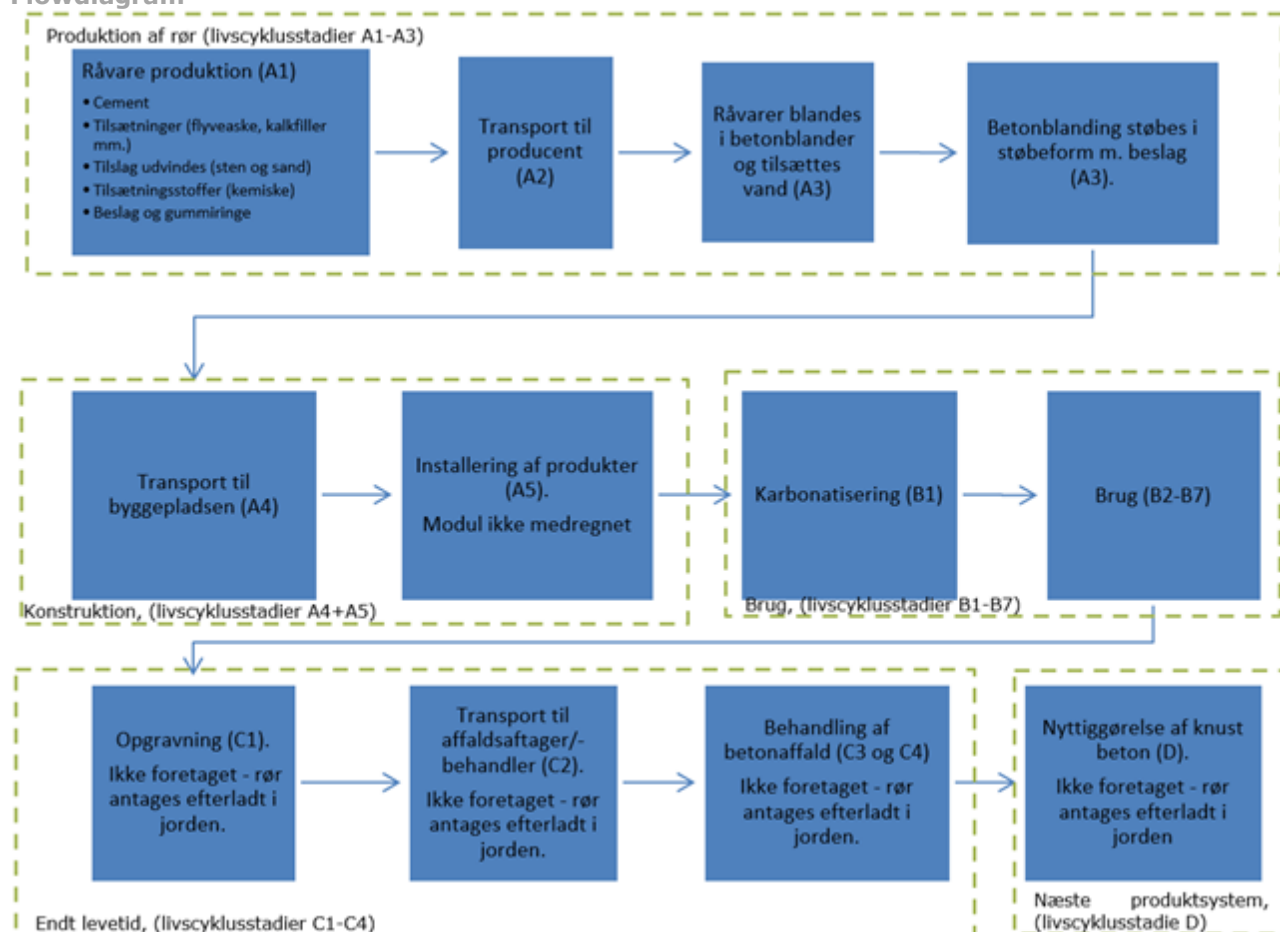 Flowdiagram
Produktion af rør (livscyklusstadier A1-A3)
Råvare produktion (A1)
• Cement
• Tilsætninger (flyveaske, kalkfiller
mm.)
• Tilslag udvindes (sten og sand)
• Tilsætningsstoffer (kemiske)
• Beslag og gummiringe
Transport til
producent
(A2)
Råvarer blandes
i betonblander
og tilsættes
vand (A3)
Betonblanding støbes i
støbeform m. beslag
(A3).
Transport til
byggepladsen (A4)
Installering af produkter
(A5).
Modul ikke medregnet
Konstruktion, (livscyklusstadier A4+A5)
Karbonatisering (B1)
Brug (B2-B7)
Brug, (livscyklusstadier B1-B7)
Opgravning (C1).
Ikke foretaget - rør
antages efterladt i
jorden.
Transport til
affaldsaftager/-
behandler (C2).
Ikke foretaget - rør
antages efterladt i
jorden.
Behandling af
betonaffald (C3 og C4)
Ikke foretaget - rør
antages efterladt i
jorden.
Endt levetid, (livscyklusstadier C1-C4)
Nyttiggørelse af knust
beton (D).
Ikke foretaget - rør
antages efterladt i
jorden
Næste produktsystem,
(livscyklusstadie D)